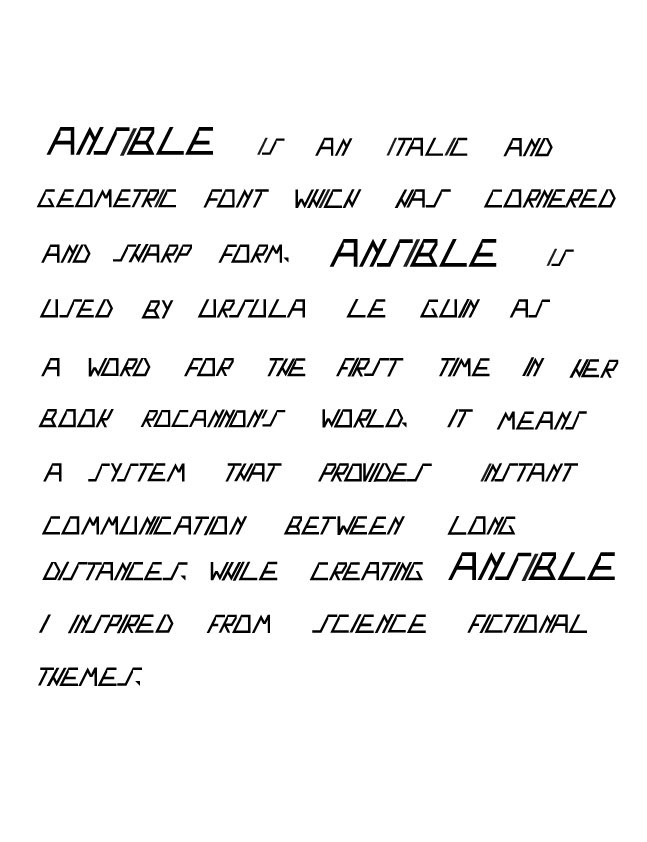 ANSIBLE IS AN ITALIC AND
GEOMETRIC FONT WHICH HAS CORNERED
AND SHARP FORM. ANSIBLE IS
USED BY URSULA LE GUIN AS
A WORD FOR THE FIRST TIME IN HER
BOOK ROCANNON'S WORLD. IT MEANS
A SYSTEM THAT PROVIDES INSTANT
COMMUNICATION BETWEEN LONG
DISTANCES. WHILE CREATING ANSIBLE
I INSPIRED FROM SCIENCE FICTIONAL
THEMES.